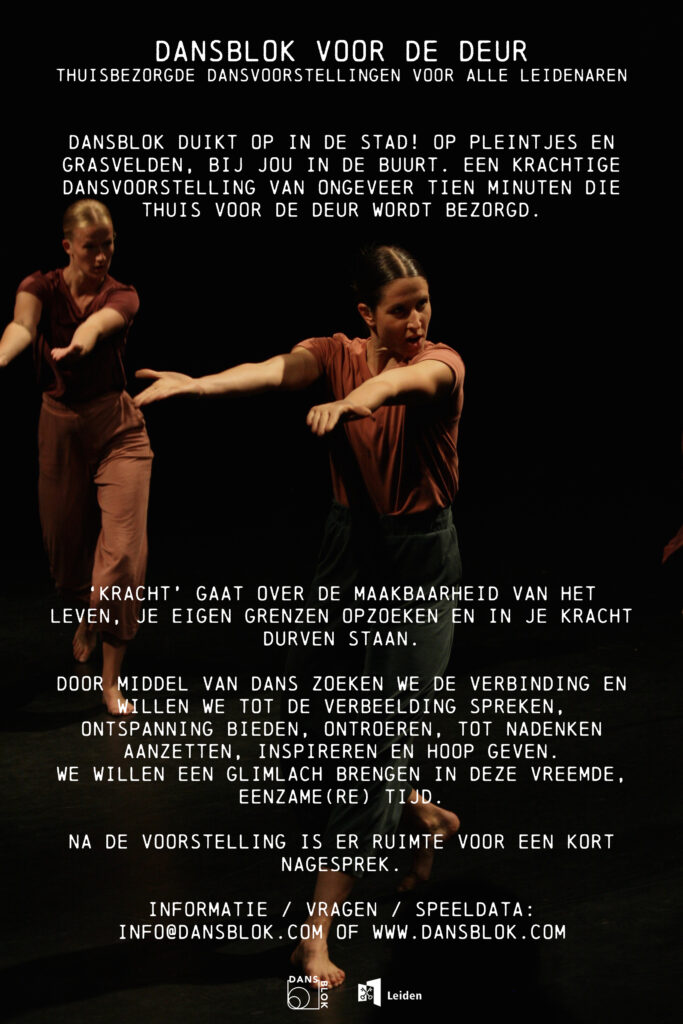 DANSBLOK VOOR DE DEUR
THUISBEZORGDE DANSVOORSTELLINGEN VOOR ALLE LEIDENAREN
DANSBLOK DUIKT OP IN DE STAD! OP PLEINTJES EN
GRASVELDEN, BIJ JOU IN DE BUURT. EEN KRACHTIGE
DANSVOORSTELLING VAN ONGEVEER TIEN MINUTEN DIE
THUIS VOOR DE DEUR WORDT BEZORGD.
‘KRACHT’ GAAT OVER DE MAAKBAARHEID VAN HET
LEVEN, JE EIGEN GRENZEN OPZOEKEN EN IN JE KRACHT
DURVEN STAAN.
DOOR MIDDEL VAN DANS ZOEKEN WE DE VERBINDING EN
WILLEN WE TOT DE VERBEELDING SPREKEN,
ONTSPANNING BIEDEN, ONTROEREN, TOT NADENKEN
AANZETTEN, INSPIREREN EN HOOP GEVEN.
WE WILLEN EEN GLIMLACH BRENGEN IN DEZE VREEMDE,
EENZAME(RE) TIJD.
NA DE VOORSTELLING IS ER RUIMTE VOOR EEN KORT
NAGESPREK.
INFORMATIE / VRAGEN / SPEELDATA:
INFO@DANSBLOK.COM OF WWW.DANSBLOK.COM
DANS
BLOK
Leiden